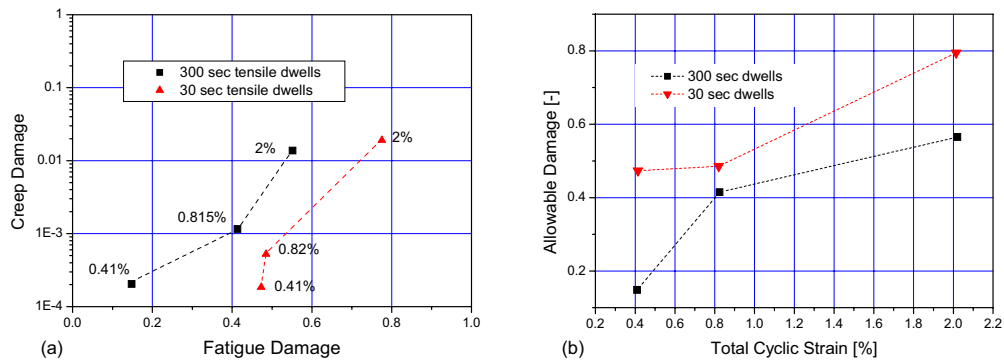 1
0.1
0.01
1E-3
1E-4
Creep Damage
300 sec tensile dwells
30 sec tensile dwells
2%
2%
0.815%
0.82%
0.41%
0.41%
0.0
0.2
0.4
0.6
0.8
1.0
(a)
Fatigue Damage
0.8
0.6
0.4
0.2
Allowable Damage [-]
300 sec dwells
30 sec dwells
0.2
0.4
0.6
0.8
1.0
1.2
1.4
1.6
1.8
2.0
2.2
(b)
Total Cyclic Strain [%]